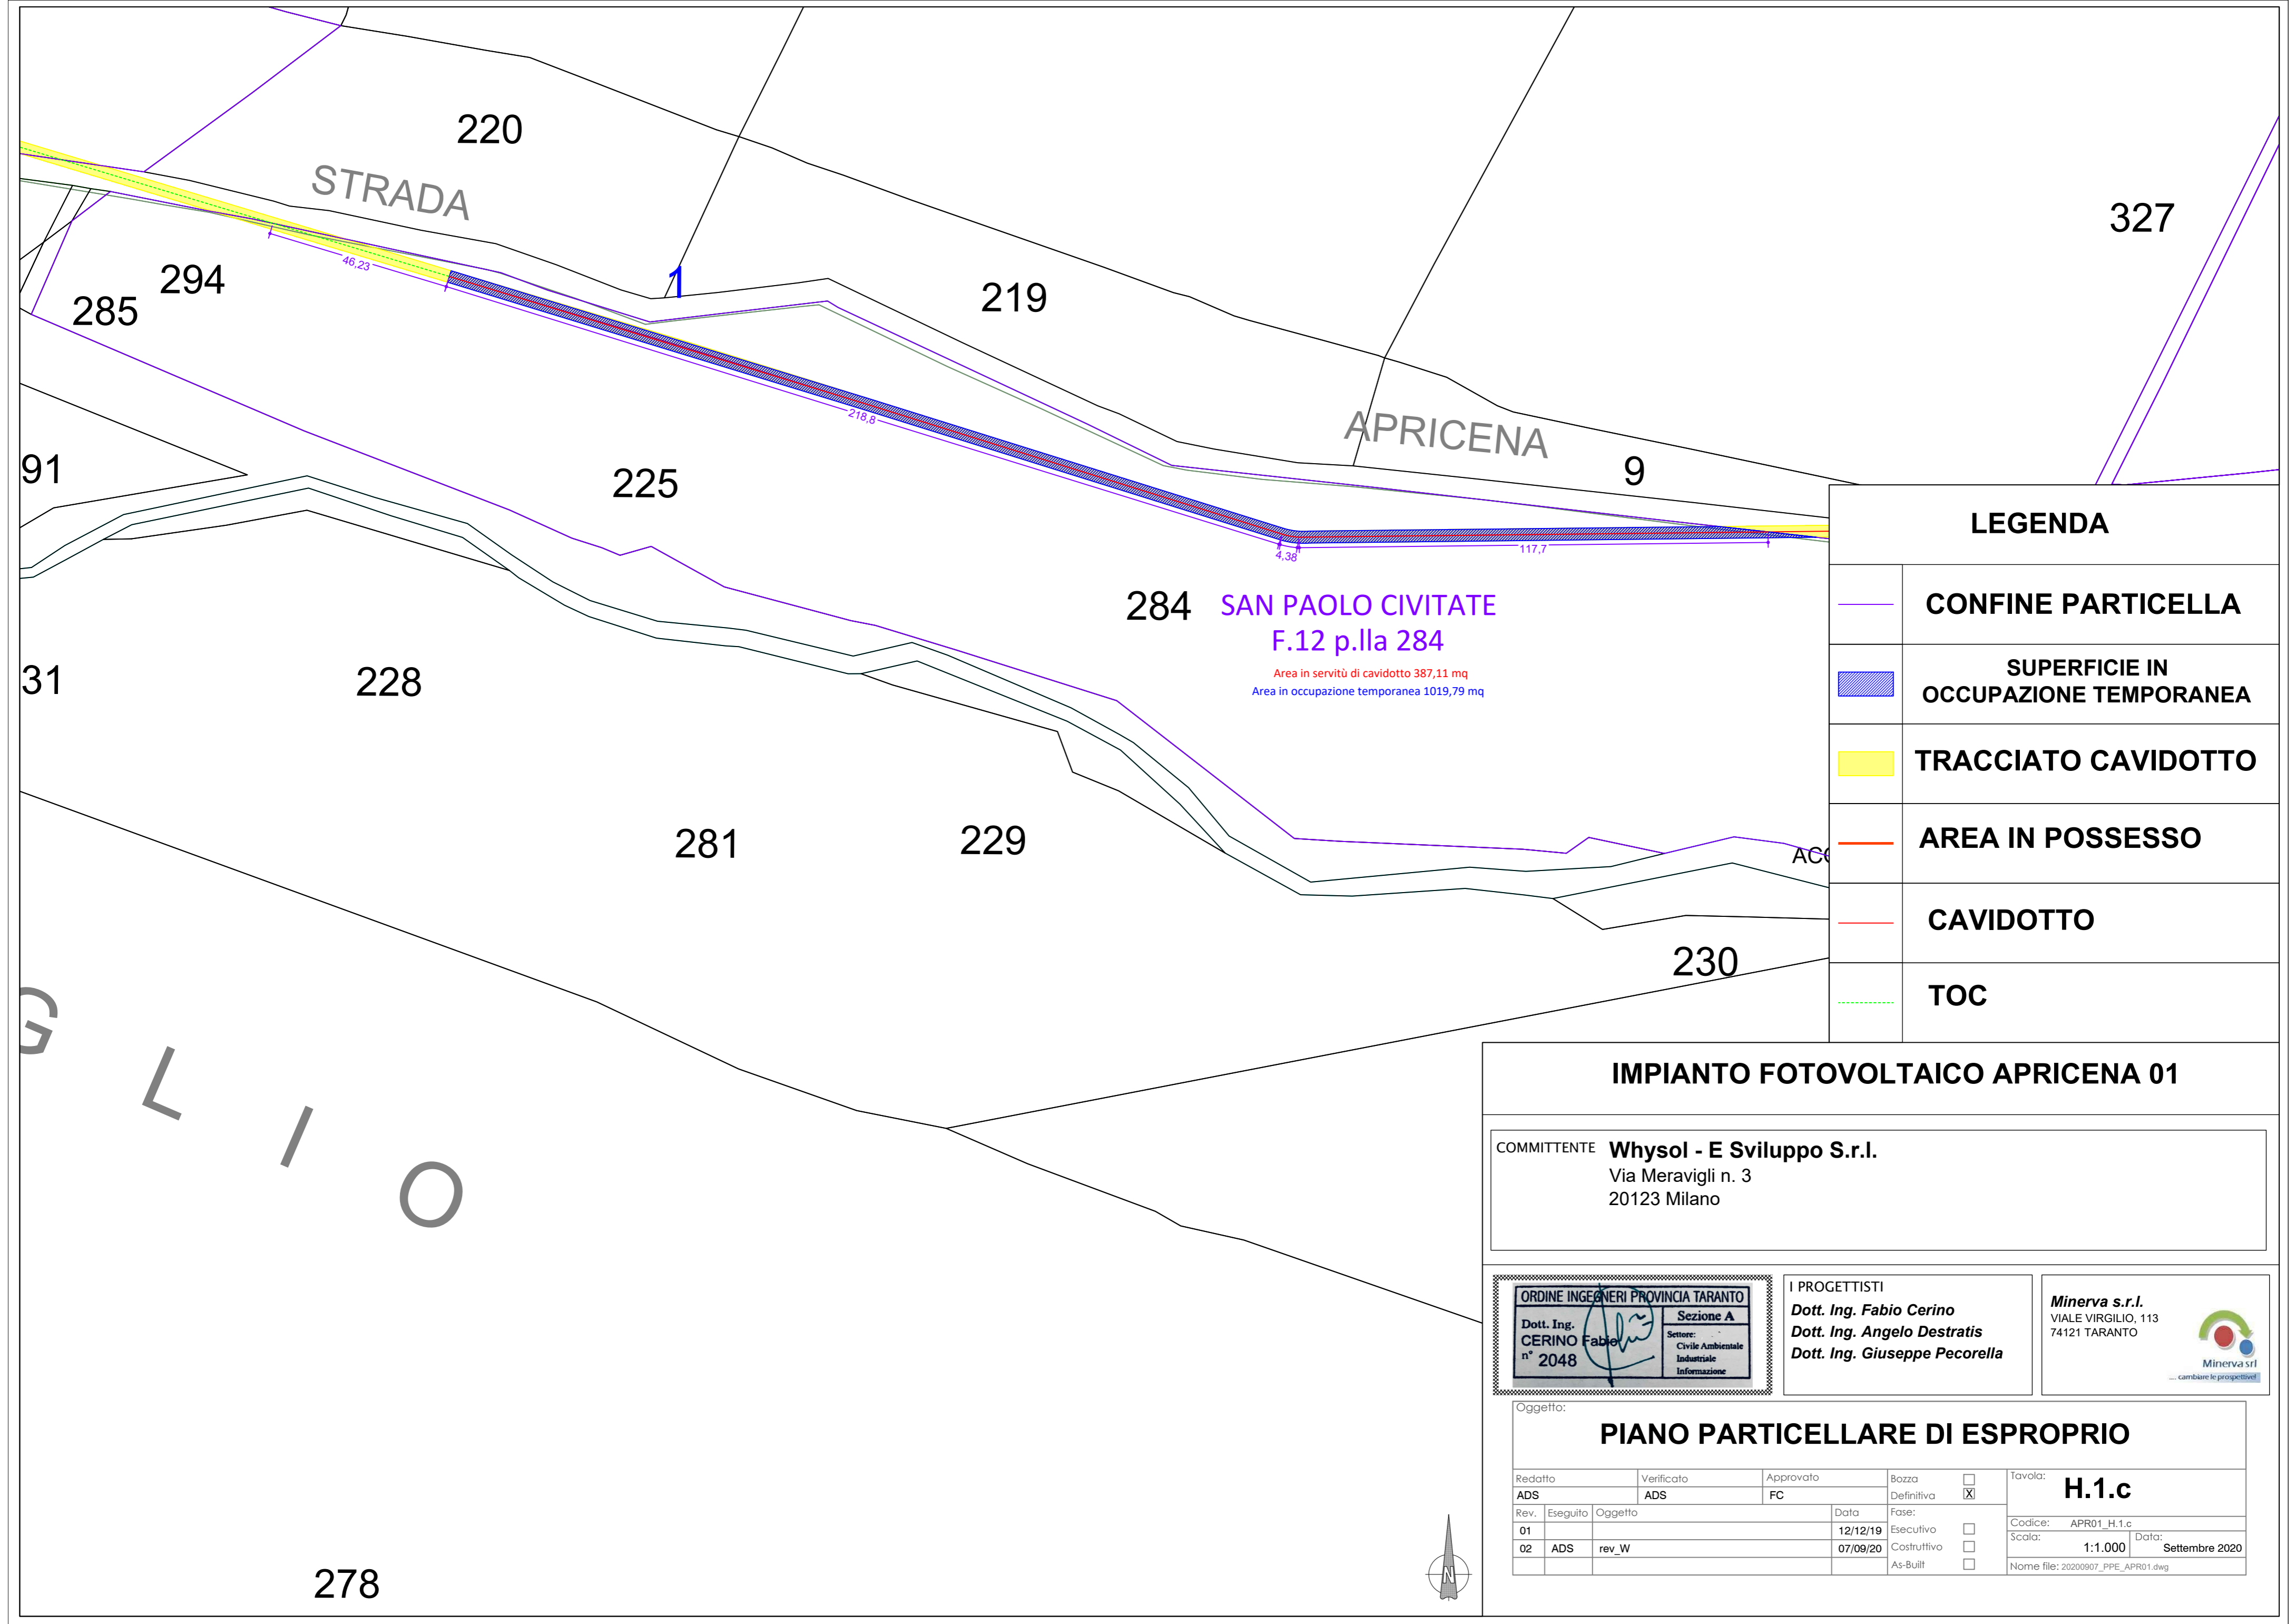 220
STRADA
327
294
285
46,23
1
219
218,8
APRICENA
9
91
225
4,38
117,7
284
SAN PAOLO CIVITATE
F.12 p.lla 284
Area in servitù di cavidotto 387,11 mq
Area in occupazione temporanea 1019,79 mq
31
228
281
229
230
G L I O
278
N
LEGENDA
CONFINE PARTICELLA
SUPERFICIE IN
OCCUPAZIONE TEMPORANEA
TRACCIATO CAVIDOTTO
AREA IN POSSESSO
CAVIDOTTO
TOC
IMPIANTO FOTOVOLTAICO APRICENA 01
COMMITTENTE Whysol - E Sviluppo S.r.l.
Via Meravigli n. 3
20123 Milano
ORDINE INGEGNERI PROVINCIA TARANTO
Dott. Ing.
CERINO Fabio
n° 2048
Sezione A
Settore:
Civile Ambientale
Industriale
Informazione
I PROGETTISTI
Dott. Ing. Fabio Cerino
Dott. Ing. Angelo Destratis
Dott. Ing. Giuseppe Pecorella
Minerva s.r.l.
VIALE VIRGILIO, 113
74121 TARANTO
Minerva srl
.... cambiare le prospettive!
Oggetto:
PIANO PARTICELLARE DI ESPROPRIO
Redatto Verificato Approvato
ADS ADS FC
Rev. Eseguito Oggetto Data
01 12/12/19
02 ADS rev_W 07/09/20
Bozza
Definitiva X
Fase:
Esecutivo
Costruttivo
As-Built
Tavola: H.1.c
Codice: APR01_H.1.c
Scala: 1:1.000 Data: Settembre 2020
Nome file: 20200907_PPE_APR01.dwg